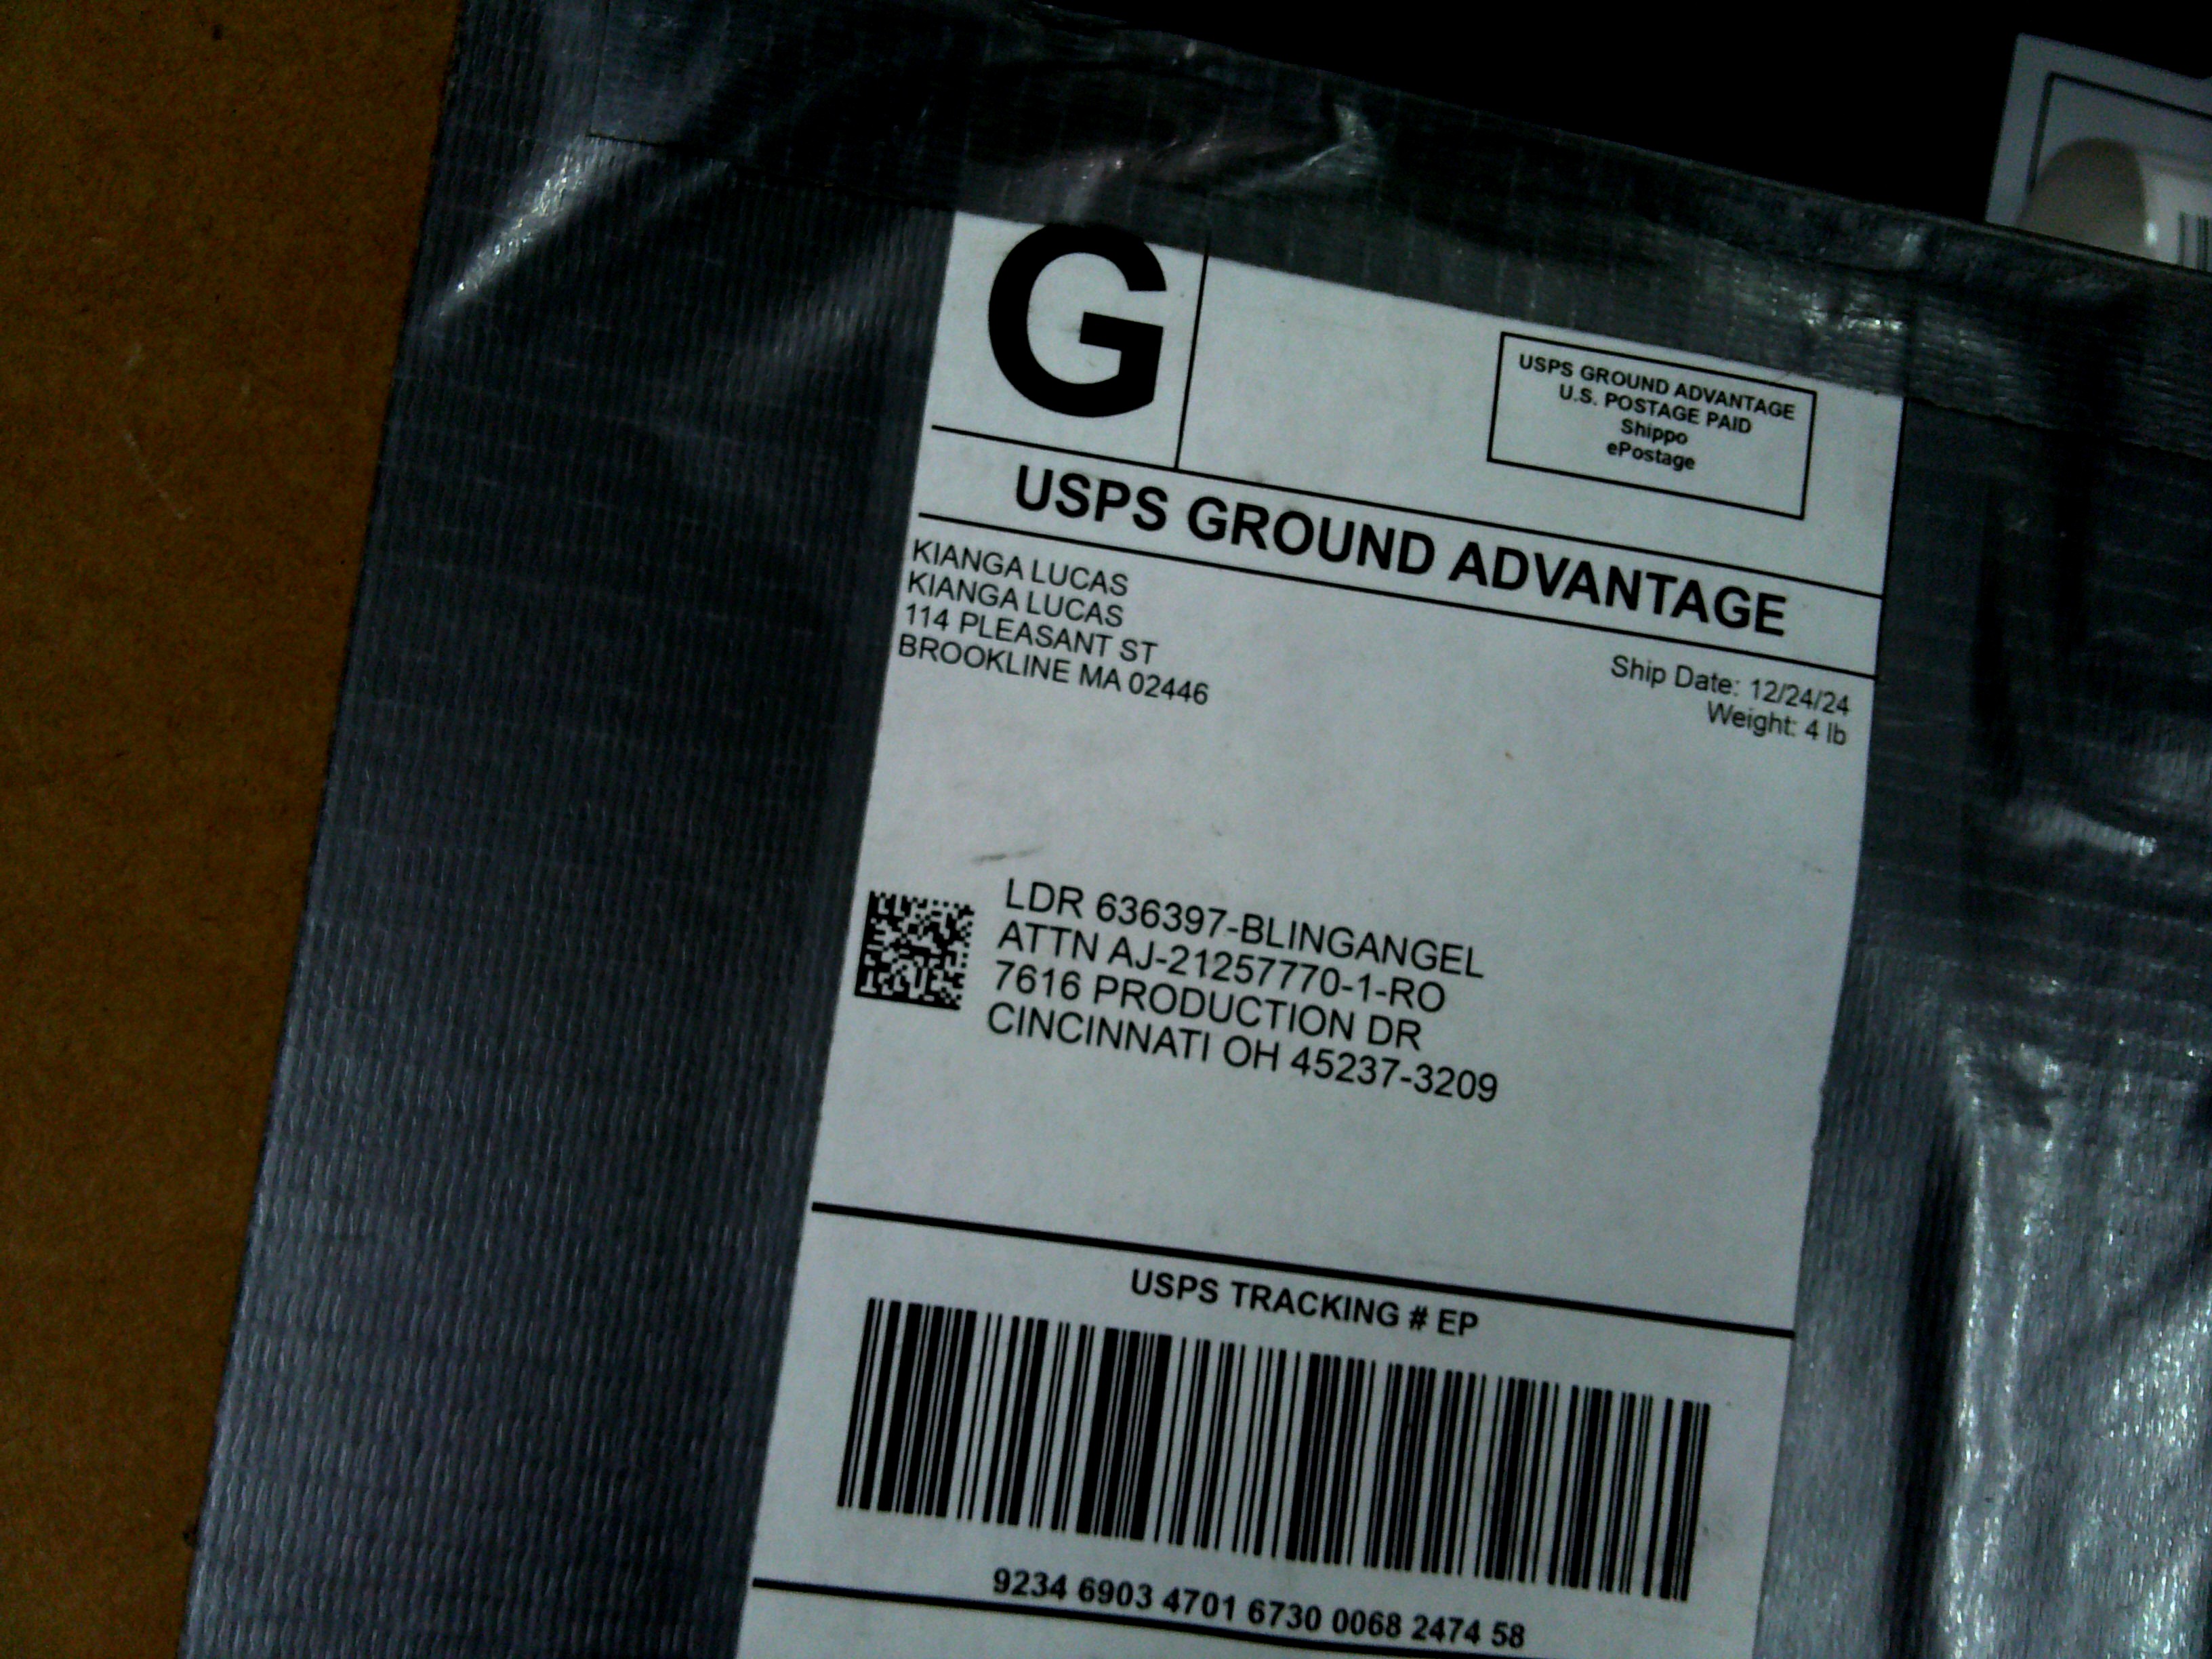 G
USPS GROUND ADVANTAGE
U.S. POSTAGE PAID
Shippo
ePostage
USPS GROUND ADVANTAGE
KIANGA LUCAS
KIANGA LUCAS
114 PLEASANT ST
BROOKLINE MA 02446
Ship Date: 12/24/24
Weight: 4 lb
LDR 636397-BLINGANGEL
ATTN AJ-21257770-1-RO
7616 PRODUCTION DR
CINCINNATI OH 45237-3209
USPS TRACKING # EP
9234 6903 4701 6730 0068 2474 58